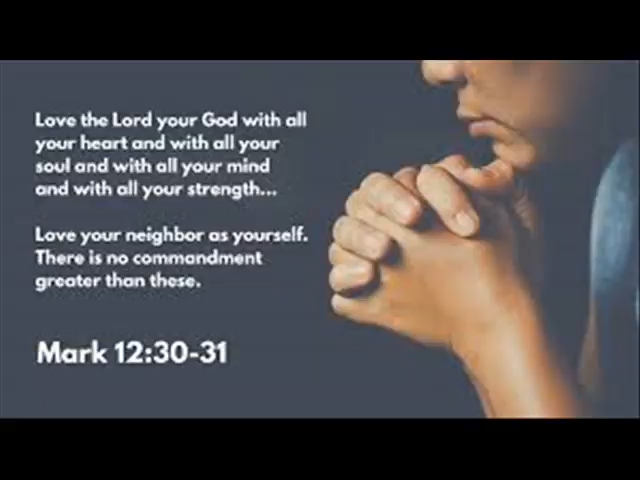 Love the Lord your God with all
your heart and with all your
soul and with all your mind
and with all your strength...
Love your neighbor as yourself.
There is no commandment
greater than these.
Mark 12:30-31